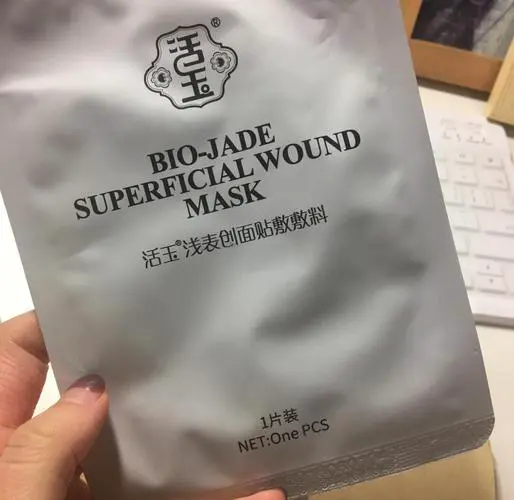 活玉®
BIO-JADE
SUPERFICIAL WOUND
MASK
活玉®浅表创面贴敷敷料
1片装
NET:One PCS